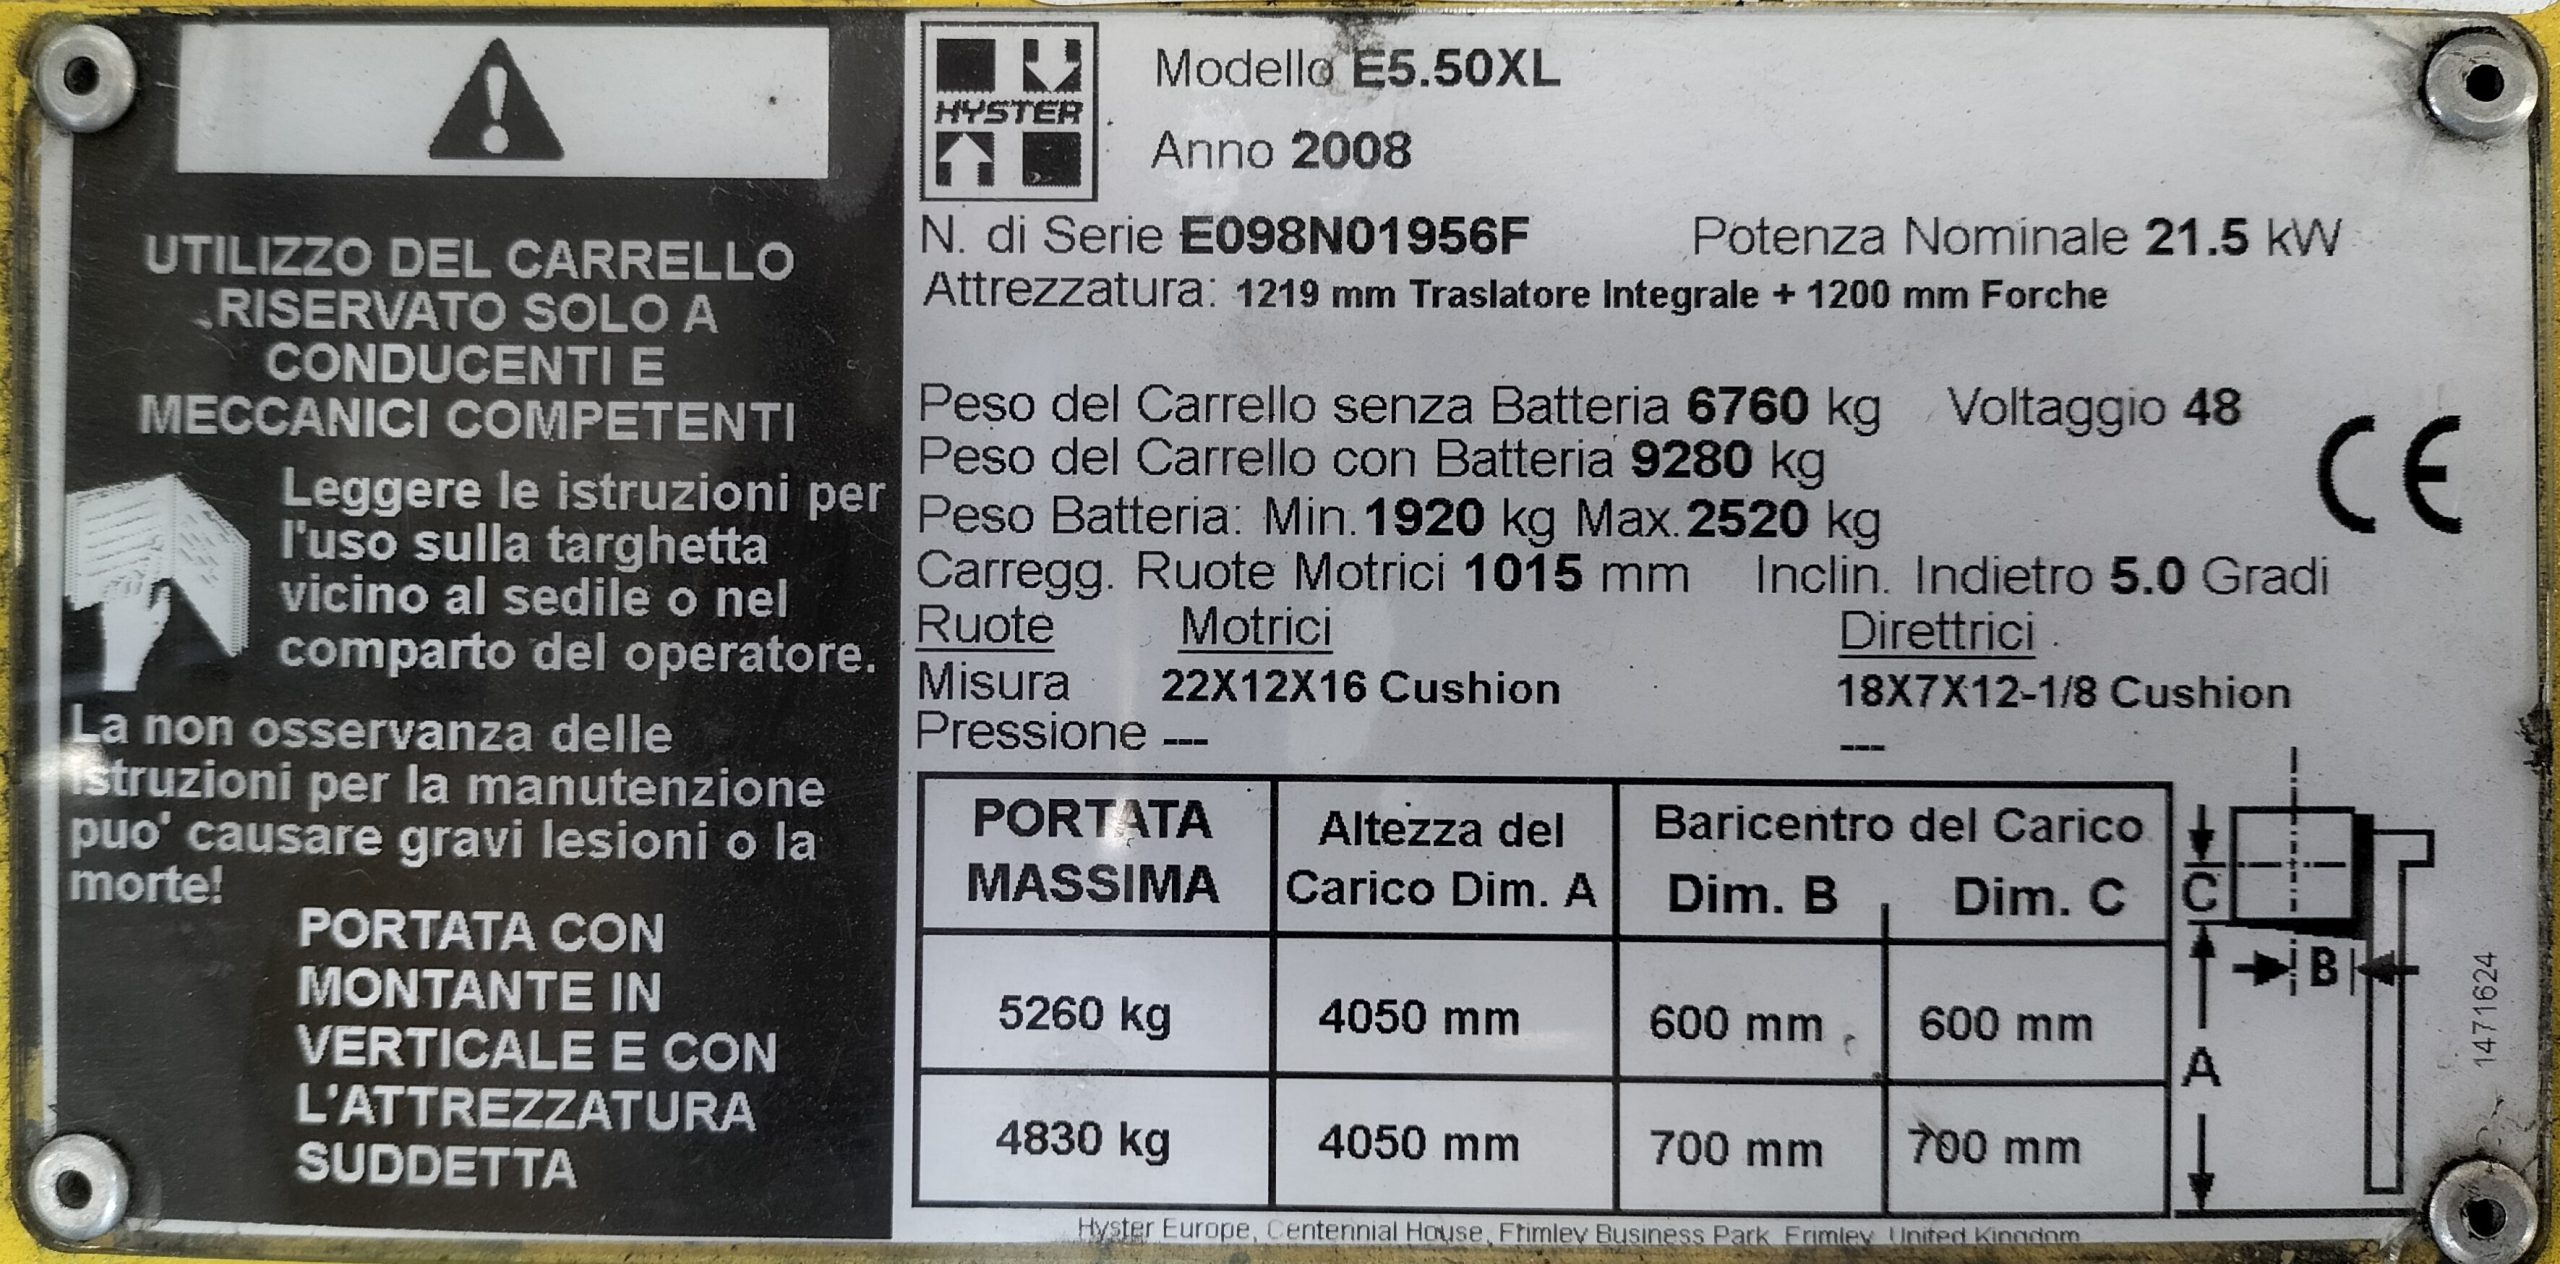 UTILIZZO DEL CARRELLO
RISERVATO SOLO A
CONDUCENTI E
MECCANICI COMPETENTI
Leggere le istruzioni per
l'uso sulla targhetta
vicino al sedile o nel
comparto del operatore.
La non osservanza delle
istruzioni per la manutenzione
puo' causare gravi lesioni o la
morte!
PORTATA CON
MONTANTE IN
VERTICALE E CON
L'ATTREZZATURA
SUDDETTA
HYSTER
Modello E5.50XL
Anno 2008
N. di Serie E098N01956F Potenza Nominale 21.5 kW
Attrezzatura: 1219 mm Traslatore Integrale + 1200 mm Forche
Peso del Carrello senza Batteria 6760 kg Voltaggio 48
Peso del Carrello con Batteria 9280 kg
CE
Peso Batteria: Min. 1920 kg Max. 2520 kg
Carregg. Ruote Motrici 1015 mm Inclin. Indietro 5.0 Gradi
Ruote Motrici Direttrici
Misura 22X12X16 Cushion 18X7X12-1/8 Cushion
Pressione --- ---
PORTATA MASSIMA Altezza del Carico Dim. A Baricentro del Carico
Dim. B Dim. C
5260 kg 4050 mm 600 mm 600 mm
4830 kg 4050 mm 700 mm 700 mm
C
B
A
1471624
Hyster Europe, Centennial House, Frimley Business Park, Frimley, United Kingdom